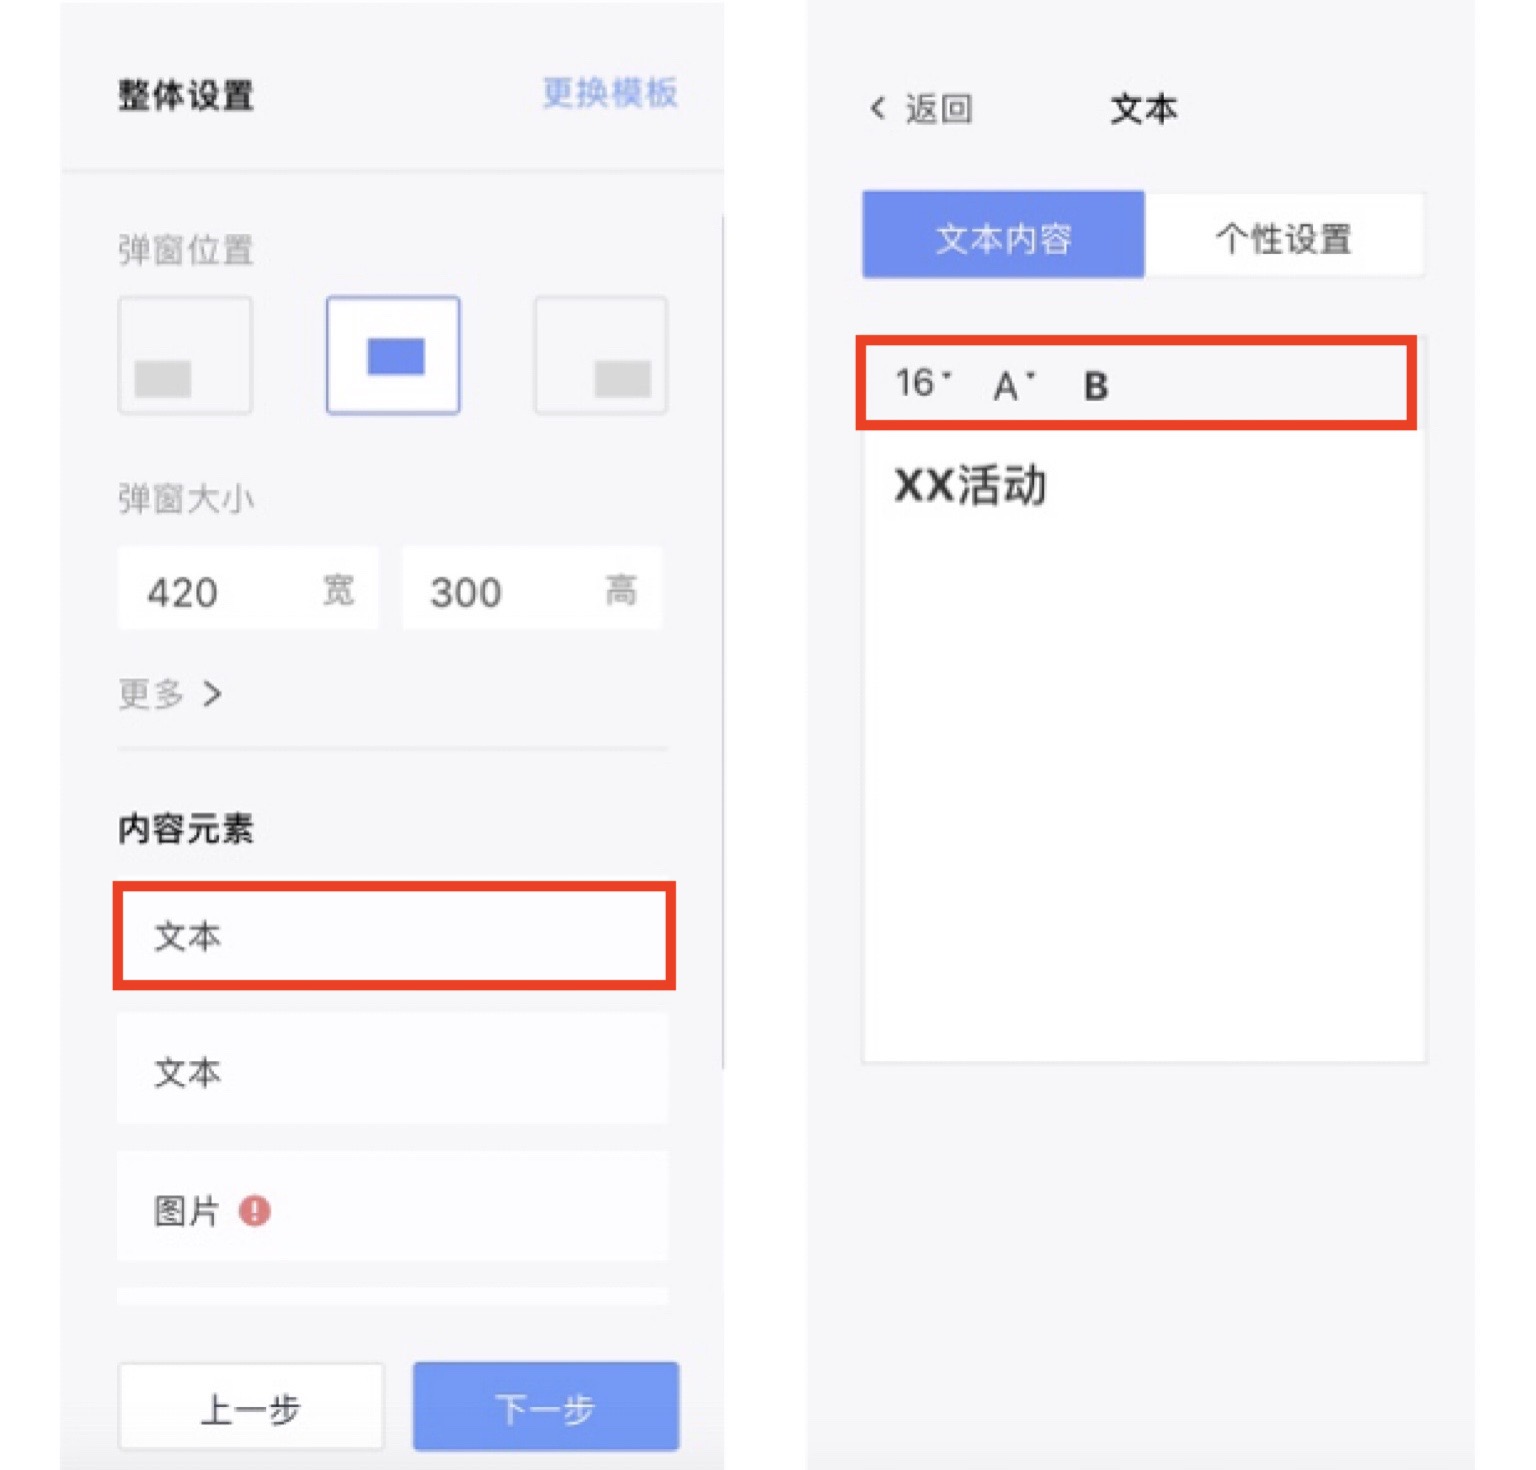 整体设置
更换模板
弹窗位置
弹窗大小
420 宽
300 高
更多 >
内容元素
文本
文本
图片
上一步
下一步
< 返回
文本
文本内容
个性设置
16 A B
XX活动